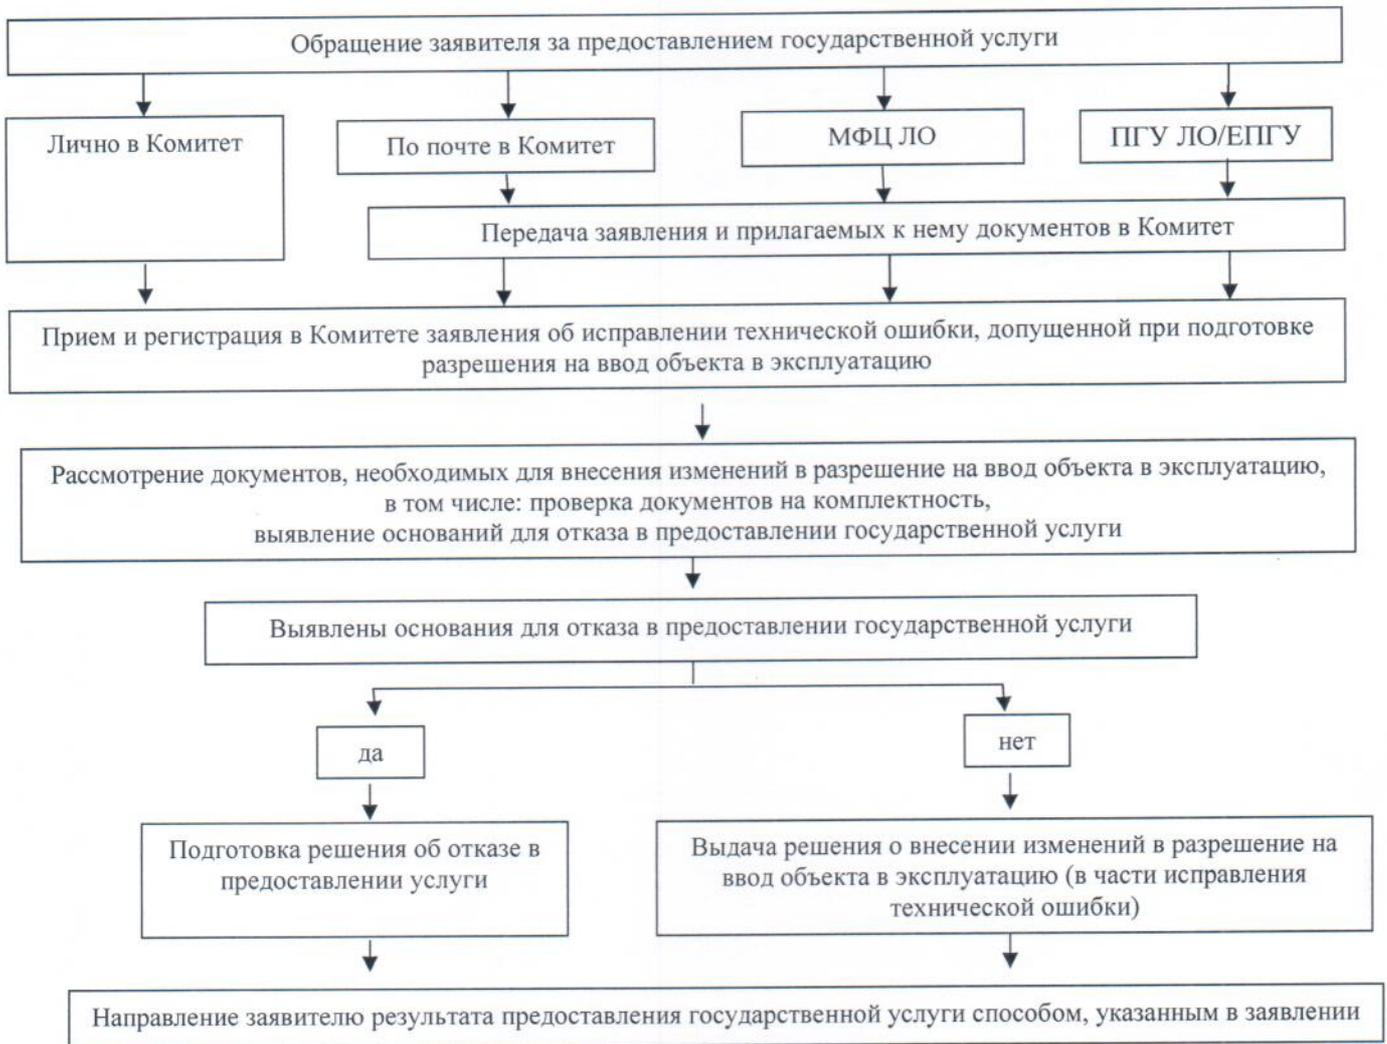 Обращение заявителя за предоставлением государственной услуги
Лично в Комитет
По почте в Комитет
МФЦ ЛО
ПГУ ЛО/ЕПГУ
Передача заявления и прилагаемых к нему документов в Комитет
Прием и регистрация в Комитете заявления об исправлении технической ошибки, допущенной при подготовке
разрешения на ввод объекта в эксплуатацию
Рассмотрение документов, необходимых для внесения изменений в разрешение на ввод объекта в эксплуатацию,
в том числе: проверка документов на комплектность,
выявление оснований для отказа в предоставлении государственной услуги
Выявлены основания для отказа в предоставлении государственной услуги
да
нет
Подготовка решения об отказе в
предоставлении услуги
Выдача решения о внесении изменений в разрешение на
ввод объекта в эксплуатацию (в части исправления
технической ошибки)
Направление заявителю результата предоставления государственной услуги способом, указанным в заявлении